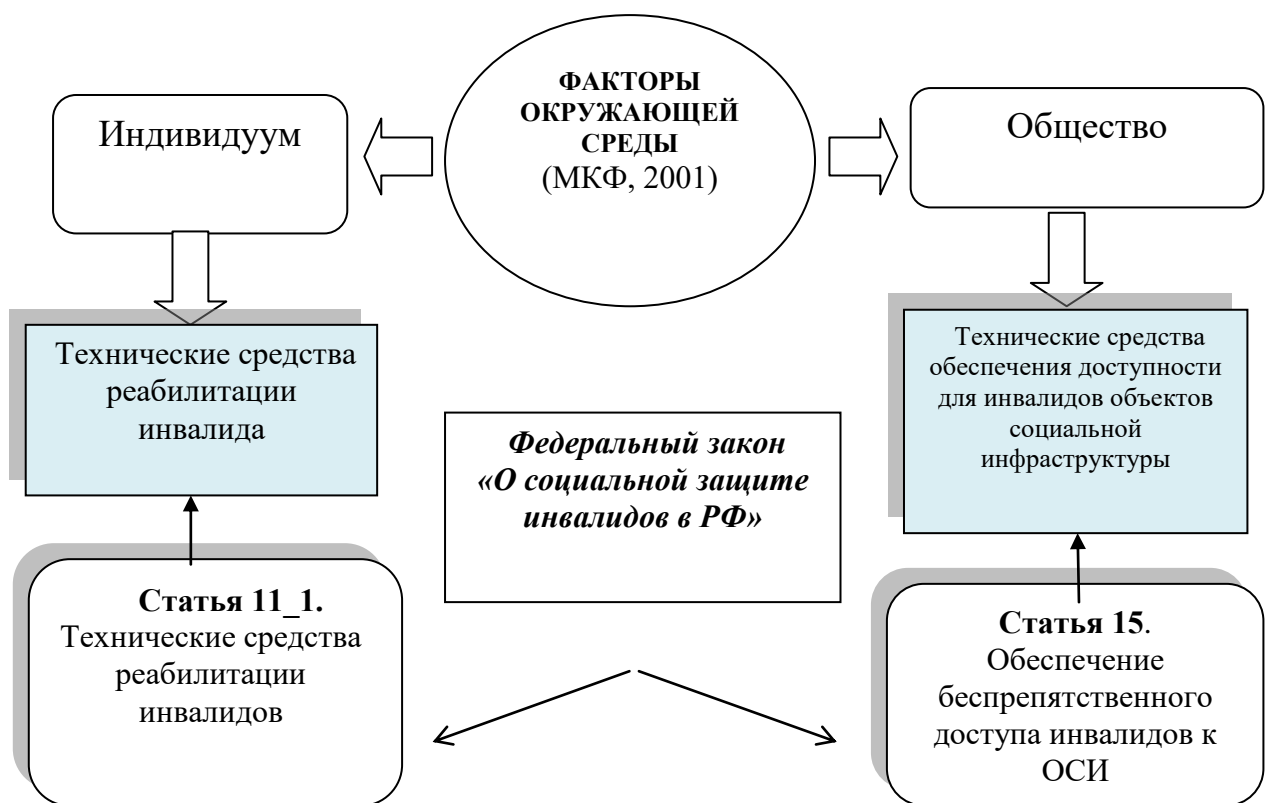 ФАКТОРЫ
ОКРУЖАЮЩЕЙ
СРЕДЫ
(МКФ, 2001)
Индивидуум
Общество
Технические средства
реабилитации
инвалида
Технические средства
обеспечения доступности
для инвалидов объектов
социальной
инфраструктуры
Федеральный закон
«О социальной защите
инвалидов в РФ»
Статья 11_1.
Технические средства
реабилитации
инвалидов
Статья 15.
Обеспечение
беспрепятственного
доступа инвалидов к
ОСИ